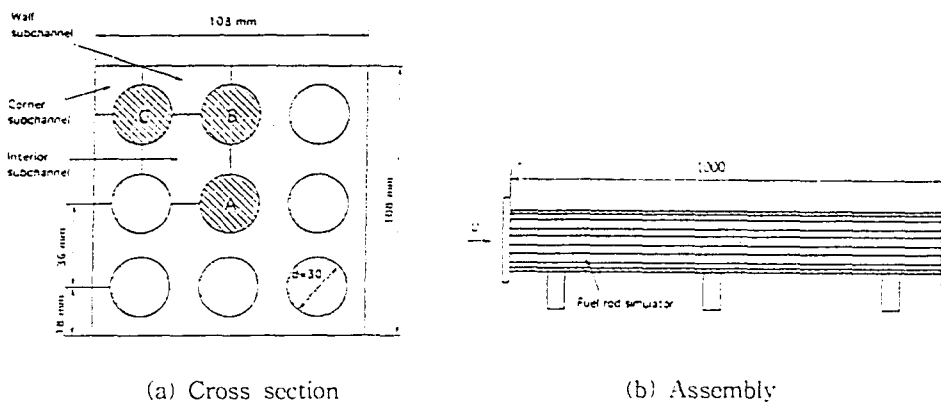 Wall
subchannel
108 mm
Corner
subchannel
C
B
Interior
subchannel
A
108 mm
36 mm
18 mm
d=30
1000
Fuel rod simulator
(a) Cross section
(b) Assembly